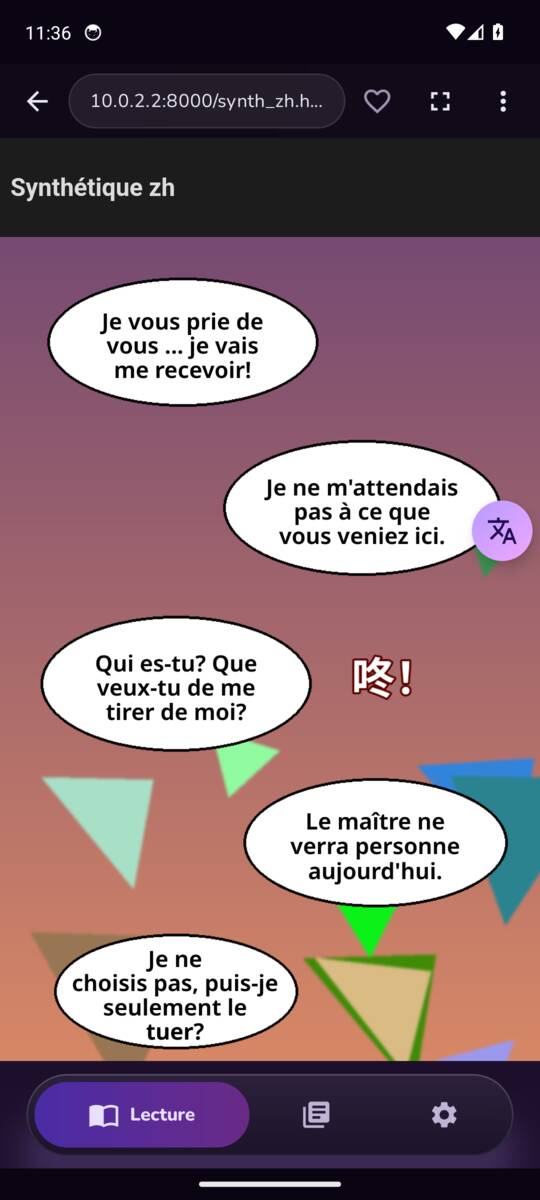 11:36
10.0.2.2:8000/synth_zh.h...
Synthétique zh
Je vous prie de
vous ... je vais
me recevoir!
Je ne m'attendais
pas à ce que
vous veniez ici.
Qui es-tu? Que
veux-tu de me
tirer de moi?
咚!
Le maître ne
verra personne
aujourd'hui.
Je ne
choisis pas, puis-je
seulement le
tuer?
Lecture